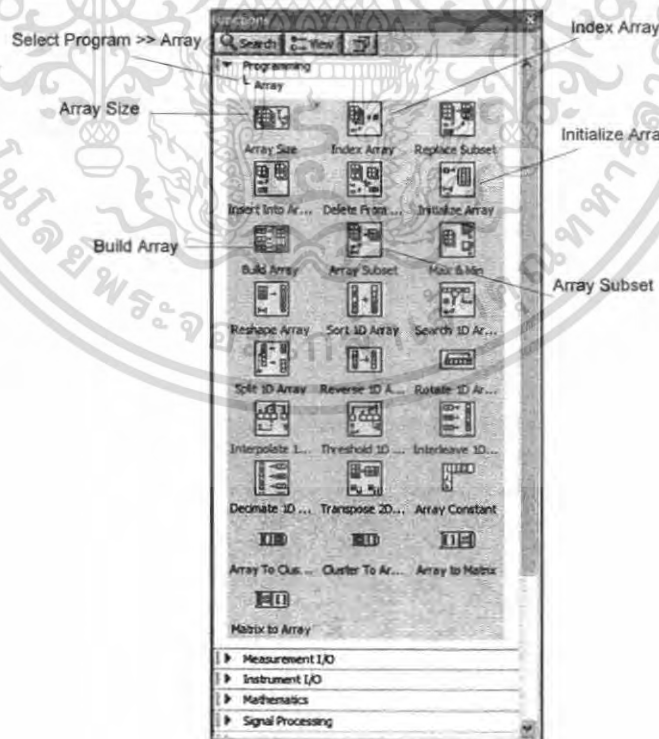 Functions
Search View
Programming
Array
Array Size Index Array Replace Subset
Insert Into Ar... Delete From ... Initialize Array
Build Array Array Subset Max & Min
Reshape Array Sort 1D Array Search 1D Ar...
Split 1D Array Reverse 1D A... Rotate 1D Ar...
Interpolate 1... Threshold 1D ... Interleave 1D...
Decimate 1D ... Transpose 2D... Array Constant
Array To Clus... Cluster To Ar... Array to Matrix
Matrix to Array
Measurement I/O
Instrument I/O
Mathematics
Signal Processing
Select Program >> Array
Array Size
Build Array
Index Array
Initialize Arra
Array Subset